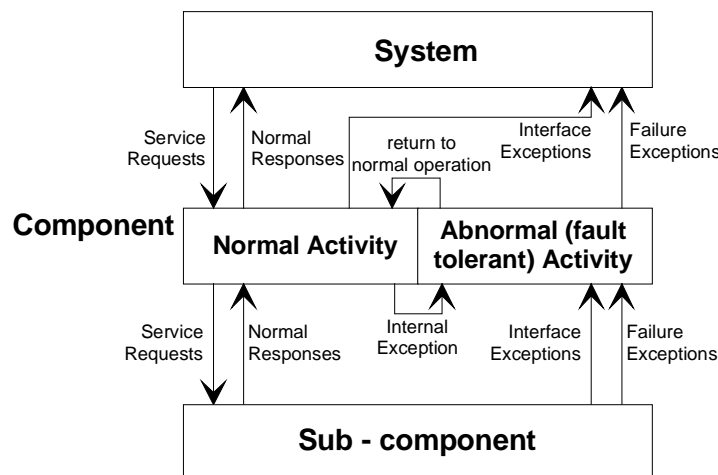 System
Service
Requests
Normal
Responses
return to
normal operation
Interface
Exceptions
Failure
Exceptions
Component
Normal Activity
Abnormal (fault
tolerant) Activity
Service
Requests
Normal
Responses
Internal
Exception
Interface
Exceptions
Failure
Exceptions
Sub - component